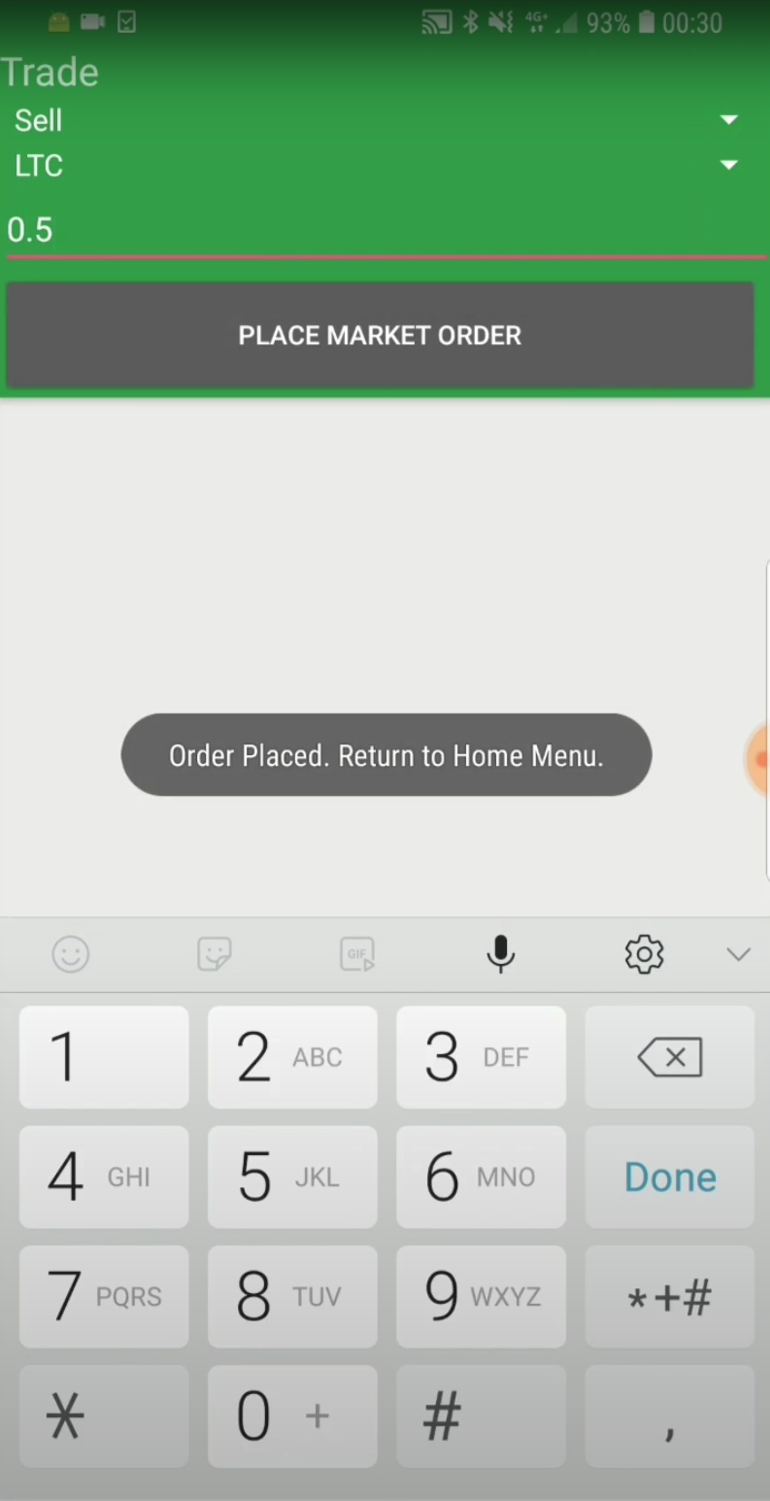 4G+ 93% 00:30
Trade
Sell
LTC
0.5
PLACE MARKET ORDER
Order Placed. Return to Home Menu.
GIF
1 2 ABC 3 DEF
4 GHI 5 JKL 6 MNO Done
7 PQRS 8 TUV 9 WXYZ *+#
* 0 + # ,